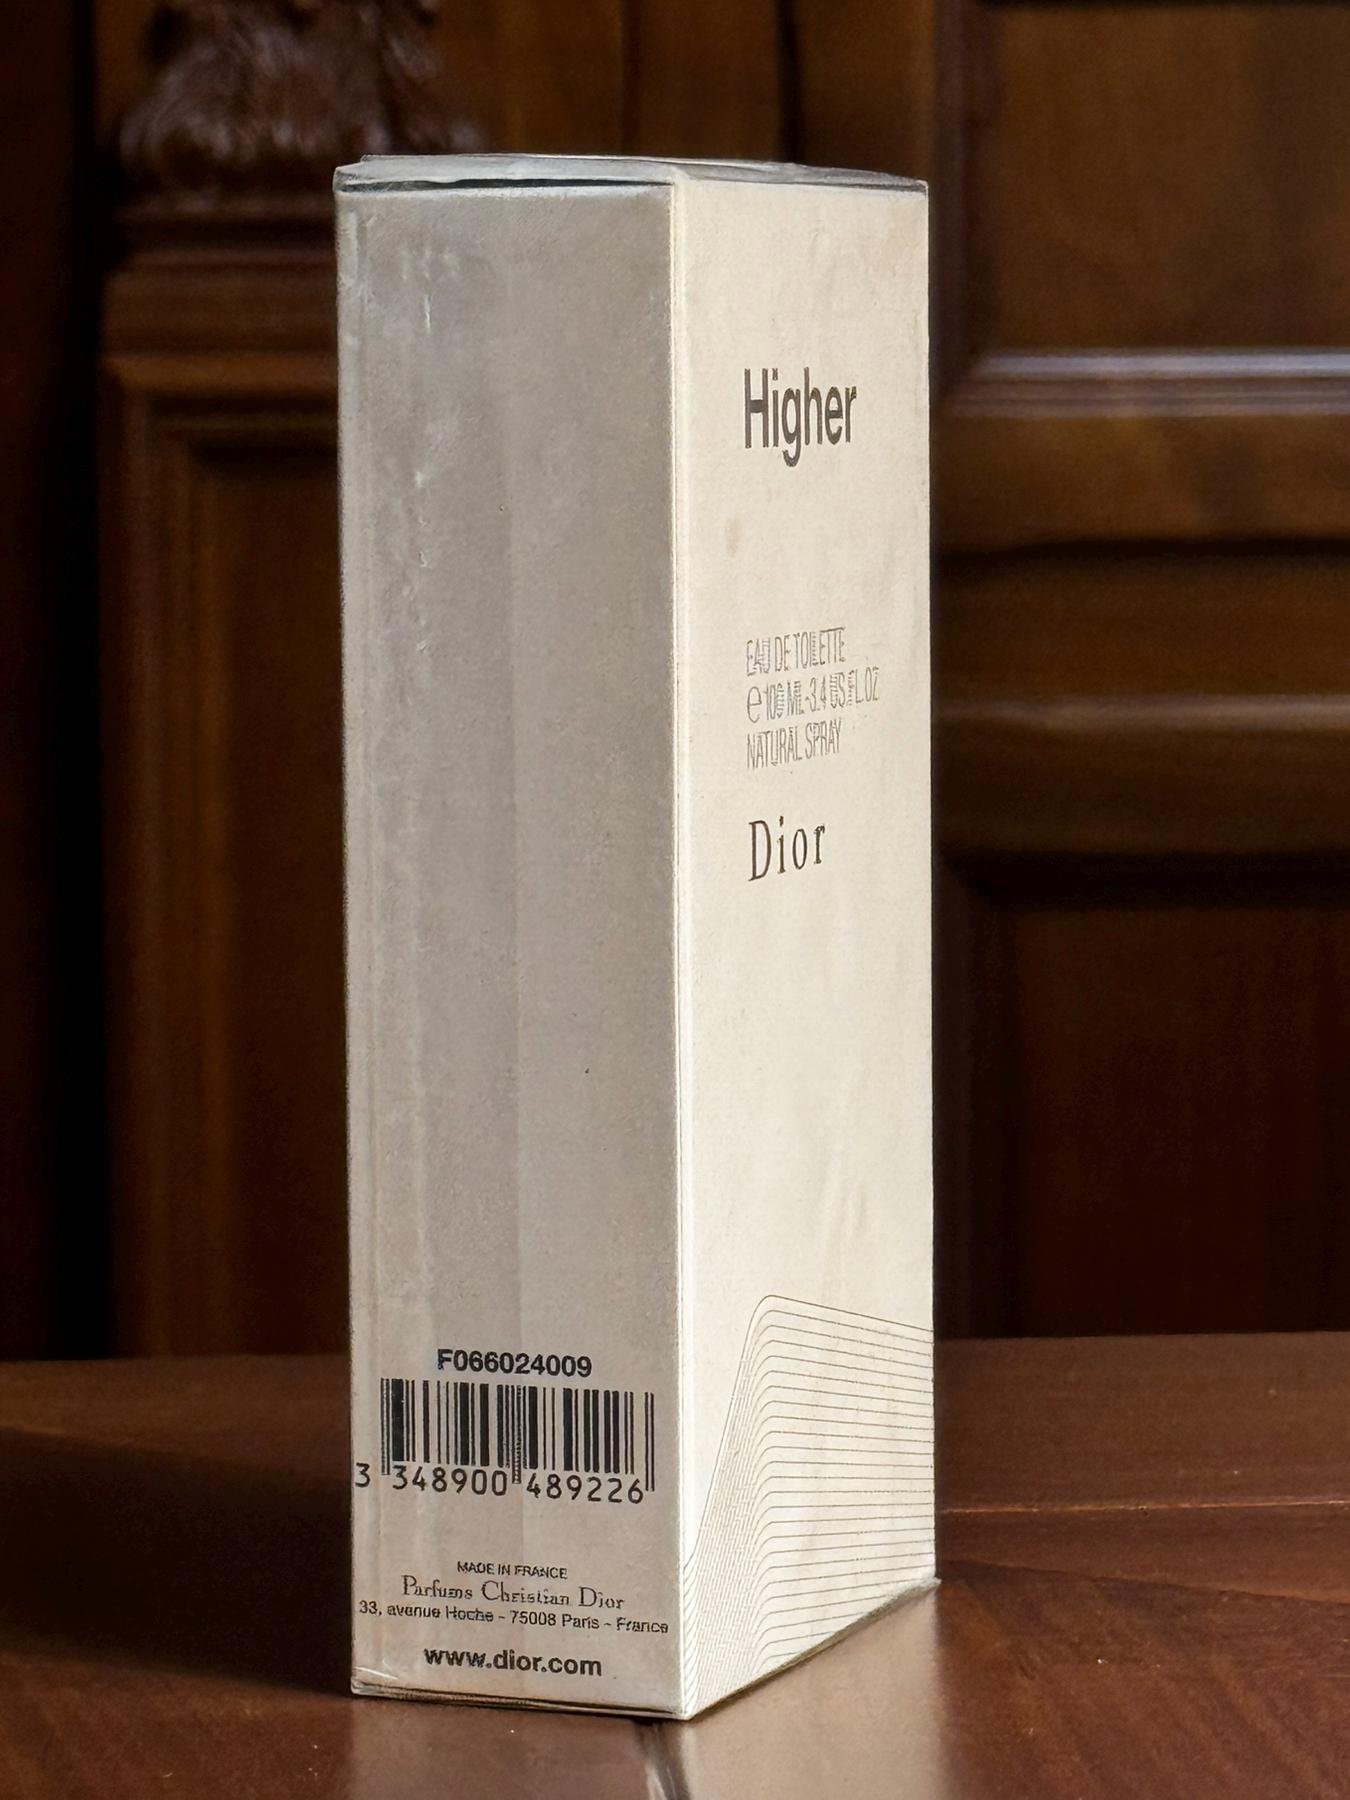 Higher
EAU DE TOILETTE
e 100 ML-3.4 US FL.OZ
NATURAL SPRAY
Dior
F066024009
3 348900 489226
MADE IN FRANCE
Parfums Christian Dior
33, avenue Hoche - 75008 Paris - France
www.dior.com